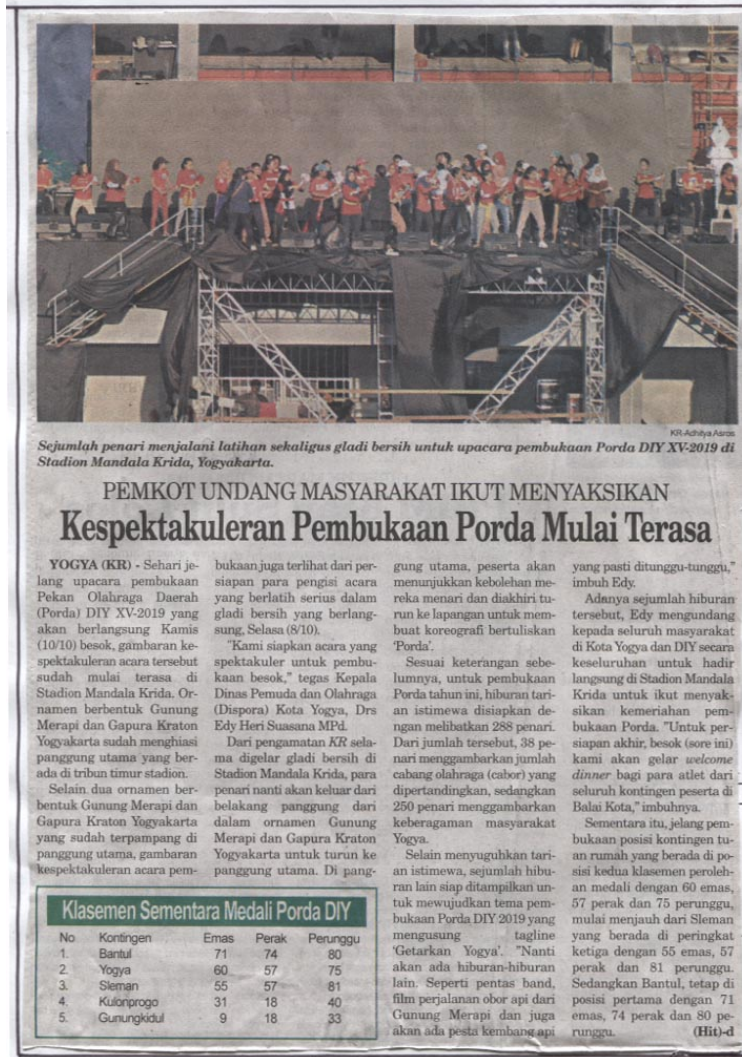 KR-Adhitya Asros
Sejumlah penari menjalani latihan sekaligus gladi bersih untuk upacara pembukaan Porda DIY XV-2019 di
Stadion Mandala Krida, Yogyakarta.
PEMKOT UNDANG MASYARAKAT IKUT MENYAKSIKAN
Kespektakuleran Pembukaan Porda Mulai Terasa
YOGYA (KR) - Sehari je-
lang upacara pembukaan
Pekan Olahraga Daerah
(Porda) DIY XV-2019 yang
akan berlangsung Kamis
(10/10) besok, gambaran ke-
spektakuleran acara tersebut
sudah mulai terasa di
Stadion Mandala Krida. Or-
namen berbentuk Gunung
Merapi dan Gapura Kraton
Yogyakarta sudah menghiasi
panggung utama yang ber-
ada di tribun timur stadion.
Selain dua ornamen ber-
bentuk Gunung Merapi dan
Gapura Kraton Yogyakarta
yang sudah terpampang di
panggung utama, gambaran
kespektakuleran acara pem-
bukaan juga terlihat dari per-
siapan para pengisi acara
yang berlatih serius dalam
gladi bersih yang berlang-
sung, Selasa (8/10).
"Kami siapkan acara yang
spektakuler untuk pembu-
kaan besok," tegas Kepala
Dinas Pemuda dan Olahraga
(Dispora) Kota Yogya, Drs
Edy Heri Suasana MPd.
Dari pengamatan KR sela-
ma digelar gladi bersih di
Stadion Mandala Krida, para
penari nanti akan keluar dari
belakang panggung dari
dalam ornamen Gunung
Merapi dan Gapura Kraton
Yogyakarta untuk turun ke
panggung utama. Di pang-
gung utama, peserta akan
menunjukkan kebolehan me-
reka menari dan diakhiri tu-
run ke lapangan untuk mem-
buat koreografi bertuliskan
'Porda'.
Sesuai keterangan sebe-
lumnya, untuk pembukaan
Porda tahun ini, hiburan tari-
an istimewa disiapkan de-
ngan melibatkan 288 penari.
Dari jumlah tersebut, 38 pe-
nari menggambarkan jumlah
cabang olahraga (cabor) yang
dipertandingkan, sedangkan
250 penari menggambarkan
keberagaman masyarakat
Yogya.
Selain menyuguhkan tari-
an istimewa, sejumlah hibu-
ran lain siap ditampilkan un-
tuk mewujudkan tema pem-
bukaan Porda DIY 2019 yang
mengusung tagline
'Getarkan Yogya'. "Nanti
akan ada hiburan-hiburan
lain. Seperti pentas band,
film perjalanan obor api dari
Gunung Merapi dan juga
akan ada pesta kembang api
yang pasti ditunggu-tunggu,"
imbuh Edy.
Adanya sejumlah hiburan
tersebut, Edy mengundang
kepada seluruh masyarakat
di Kota Yogya dan DIY secara
keseluruhan untuk hadir
langsung di Stadion Mandala
Krida untuk ikut menyak-
sikan kemeriahan pem-
bukaan Porda. "Untuk per-
siapan akhir, besok (sore ini)
kami akan gelar welcome
dinner bagi para atlet dari
seluruh kontingen peserta di
Balai Kota," imbuhnya.
Sementara itu, jelang pem-
bukaan posisi kontingen tu-
an rumah yang berada di po-
sisi kedua klasemen peroleh-
an medali dengan 60 emas,
57 perak dan 75 perunggu,
mulai menjauh dari Sleman
yang berada di peringkat
ketiga dengan 55 emas, 57
perak dan 81 perunggu.
Sedangkan Bantul, tetap di
posisi pertama dengan 71
emas, 74 perak dan 80 pe-
runggu. (Hit)-d
Klasemen Sementara Medali Porda DIY
No Kontingen Emas Perak Perunggu
1. Bantul 71 74 80
2. Yogya 60 57 75
3. Sleman 55 57 81
4. Kulonprogo 31 18 40
5. Gunungkidul 9 18 33